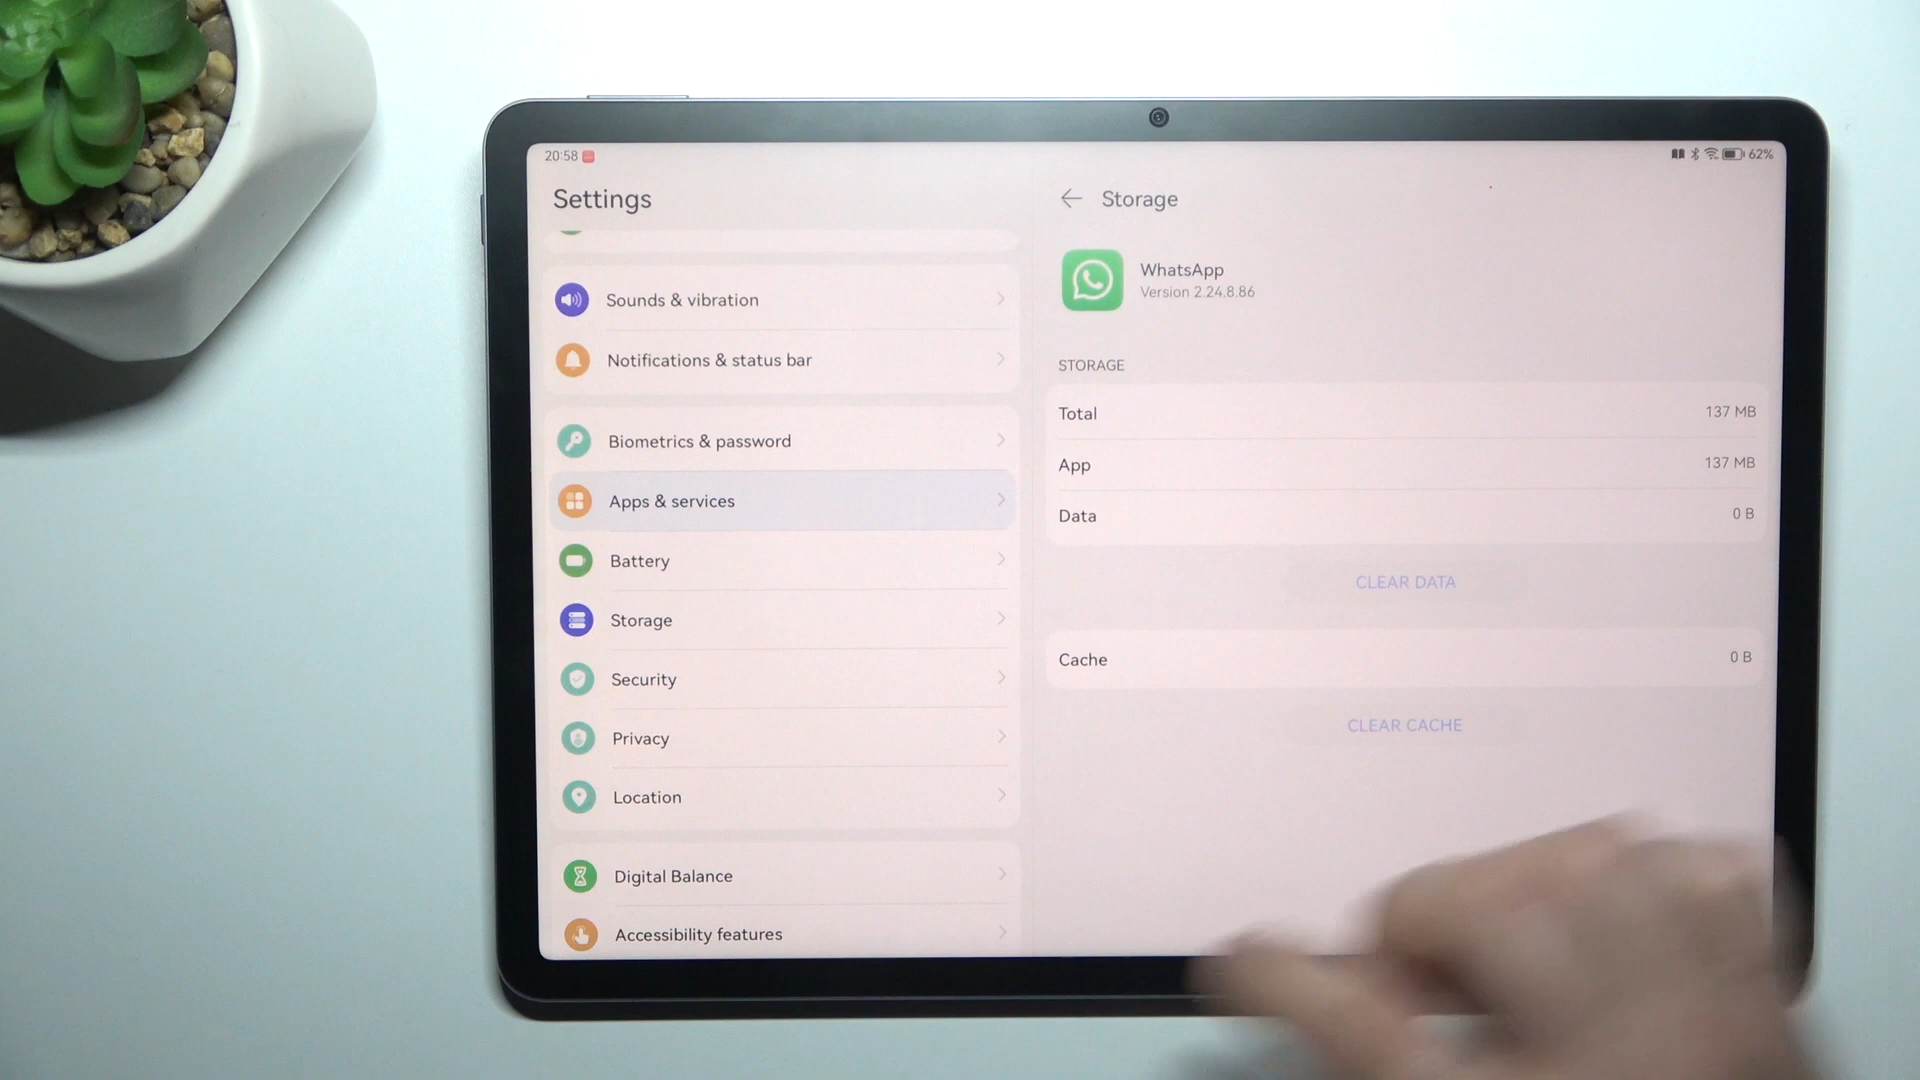 20:58
62%
Settings
Sounds & vibration
Notifications & status bar
Biometrics & password
Apps & services
Battery
Storage
Security
Privacy
Location
Digital Balance
Accessibility features
Storage
WhatsApp
Version 2.24.8.86
STORAGE
Total 137 MB
App 137 MB
Data 0 B
CLEAR DATA
Cache 0 B
CLEAR CACHE